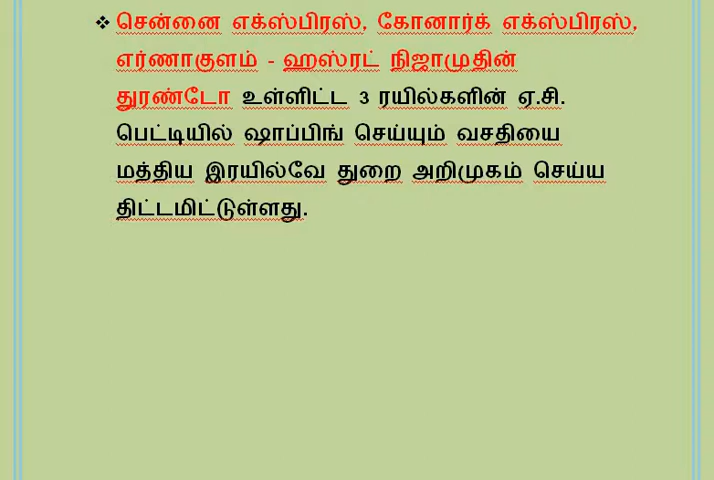 ❖ சென்னை எக்ஸ்பிரஸ், கோனார்க் எக்ஸ்பிரஸ்,
எர்ணாகுளம் - ஹஸ்ரட் நிஜாமுதின்
துரண்டோ உள்ளிட்ட 3 ரயில்களின் ஏ.சி.
பெட்டியில் ஷாப்பிங் செய்யும் வசதியை
மத்திய இரயில்வே துறை அறிமுகம் செய்ய
திட்டமிட்டுள்ளது.